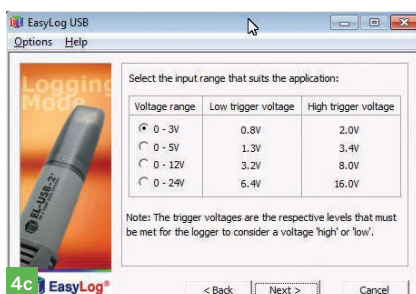 EasyLog USB
Options Help
Logging
Mode
EL-USB-2
Select the input range that suits the application:
Voltage range Low trigger voltage High trigger voltage
0 - 3V 0.8V 2.0V
0 - 5V 1.3V 3.4V
0 - 12V 3.2V 8.0V
0 - 24V 6.4V 16.0V
Note: The trigger voltages are the respective levels that must
be met for the logger to consider a voltage 'high' or 'low'.
4c
EasyLog®
< Back Next > Cancel